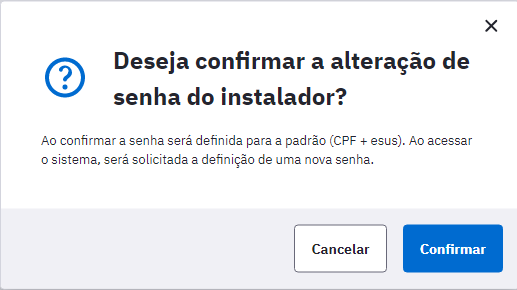 Deseja confirmar a alteração de
senha do instalador?
Ao confirmar a senha será definida para a padrão (CPF + esus). Ao acessar
o sistema, será solicitada a definição de uma nova senha.
Cancelar
Confirmar